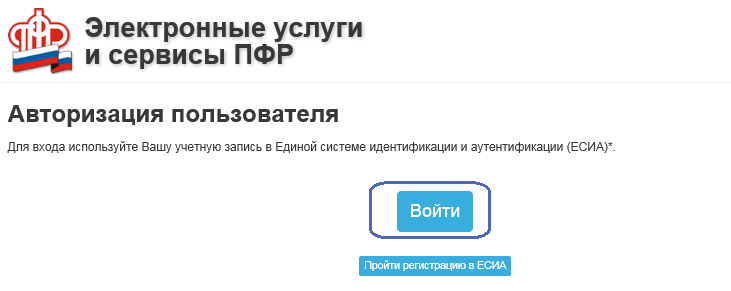 ПФР
Электронные услуги
и сервисы ПФР
Авторизация пользователя
Для входа используйте Вашу учетную запись в Единой системе идентификации и аутентификации (ЕСИА)*.
Войти
Пройти регистрацию в ЕСИА